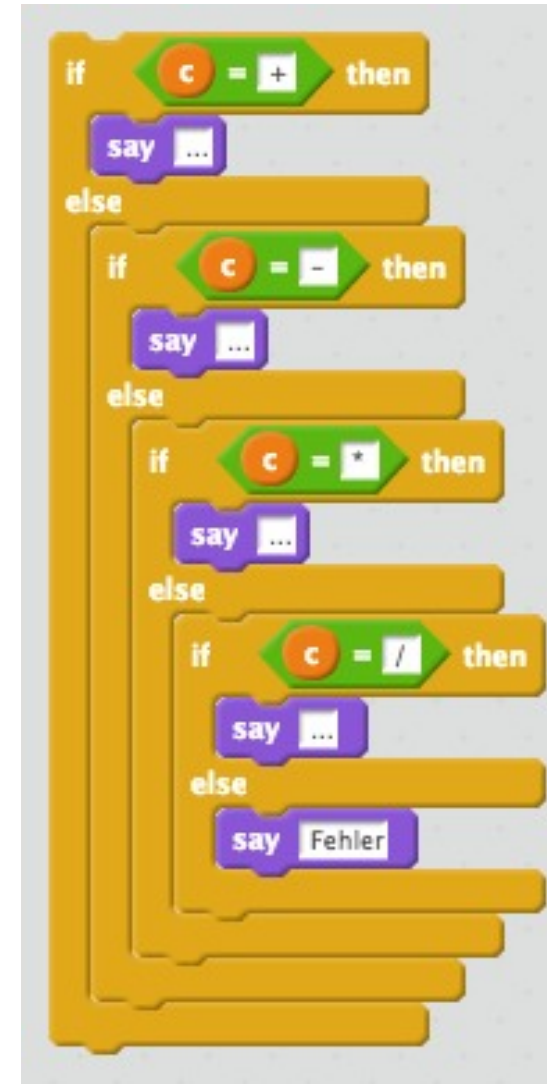 if c = + then
say ...
else
if c = - then
say ...
else
if c = * then
say ...
else
if c = / then
say ...
else
say Fehler